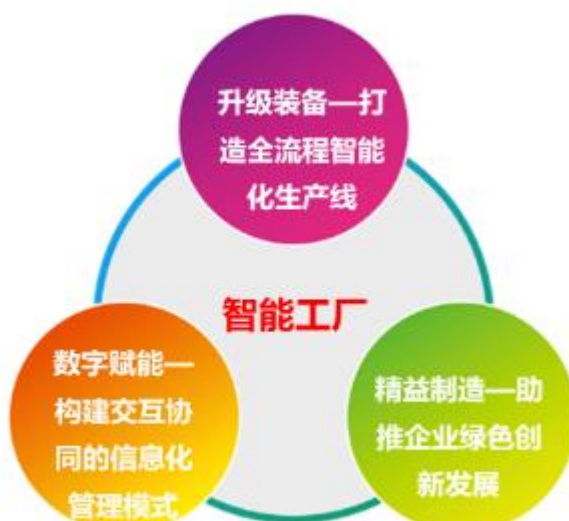 升级装备—打
造全流程智能
化生产线
智能工厂
数字赋能—
构建交互协
同的信息化
管理模式
精益制造—助
推企业绿色创
新发展